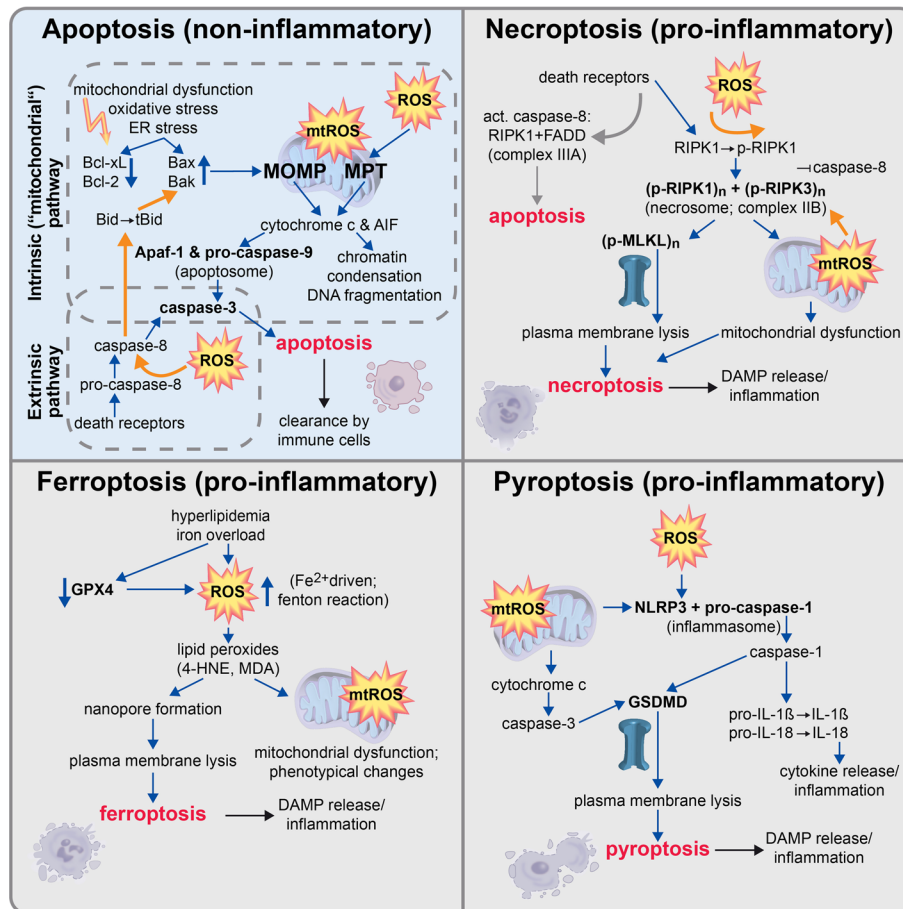 Apoptosis (non-inflammatory)
Intrinsic ("mitochondrial") pathway
mitochondrial dysfunction
oxidative stress
ER stress
Bcl-xL
Bcl-2
Bax
Bak
mtROS
ROS
MOMP MPT
Bid→tBid
cytochrome c & AIF
Apaf-1 & pro-caspase-9
(apoptosome)
chromatin
condensation
DNA fragmentation
caspase-3
Extrinsic
pathway
caspase-8
ROS
pro-caspase-8
death receptors
apoptosis
clearance by
immune cells
Necroptosis (pro-inflammatory)
death receptors
ROS
act. caspase-8:
RIPK1+FADD
(complex IIIA)
RIPK1→p-RIPK1
caspase-8
apoptosis
(p-RIPK1)n + (p-RIPK3)n
(necrosome; complex IIB)
(p-MLKL)n
mtROS
plasma membrane lysis
mitochondrial dysfunction
necroptosis
DAMP release/
inflammation
Ferroptosis (pro-inflammatory)
hyperlipidemia
iron overload
GPX4
ROS
(Fe2+driven;
fenton reaction)
lipid peroxides
(4-HNE, MDA)
mtROS
nanopore formation
mitochondrial dysfunction;
phenotypical changes
plasma membrane lysis
ferroptosis
DAMP release/
inflammation
Pyroptosis (pro-inflammatory)
ROS
mtROS
NLRP3 + pro-caspase-1
(inflammasome)
caspase-1
cytochrome c
caspase-3
GSDMD
pro-IL-1ß→IL-1ß
pro-IL-18→IL-18
cytokine release/
inflammation
plasma membrane lysis
pyroptosis
DAMP release/
inflammation